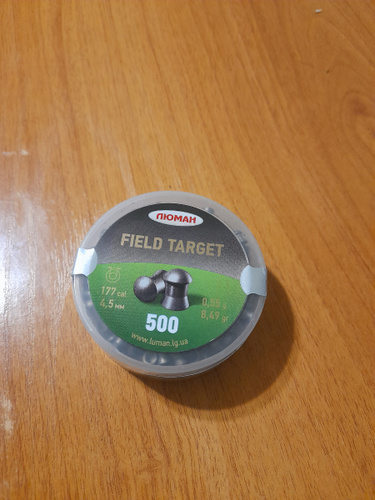 ЛЮМАН
FIELD TARGET
177 cal
4,5 мм
0,55 g
8,49 gr
500
www.luman.lg.ua